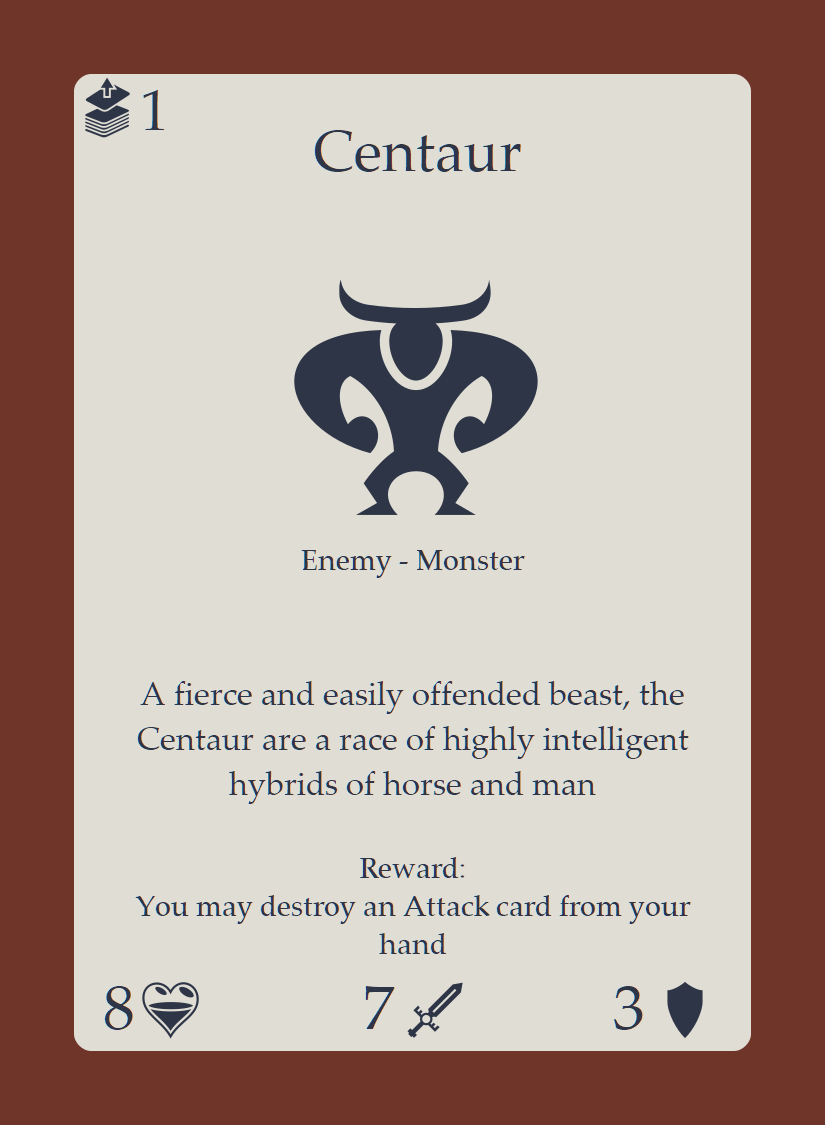 1
Centaur
Enemy - Monster
A fierce and easily offended beast, the
Centaur are a race of highly intelligent
hybrids of horse and man
Reward:
You may destroy an Attack card from your
hand
8 7 3